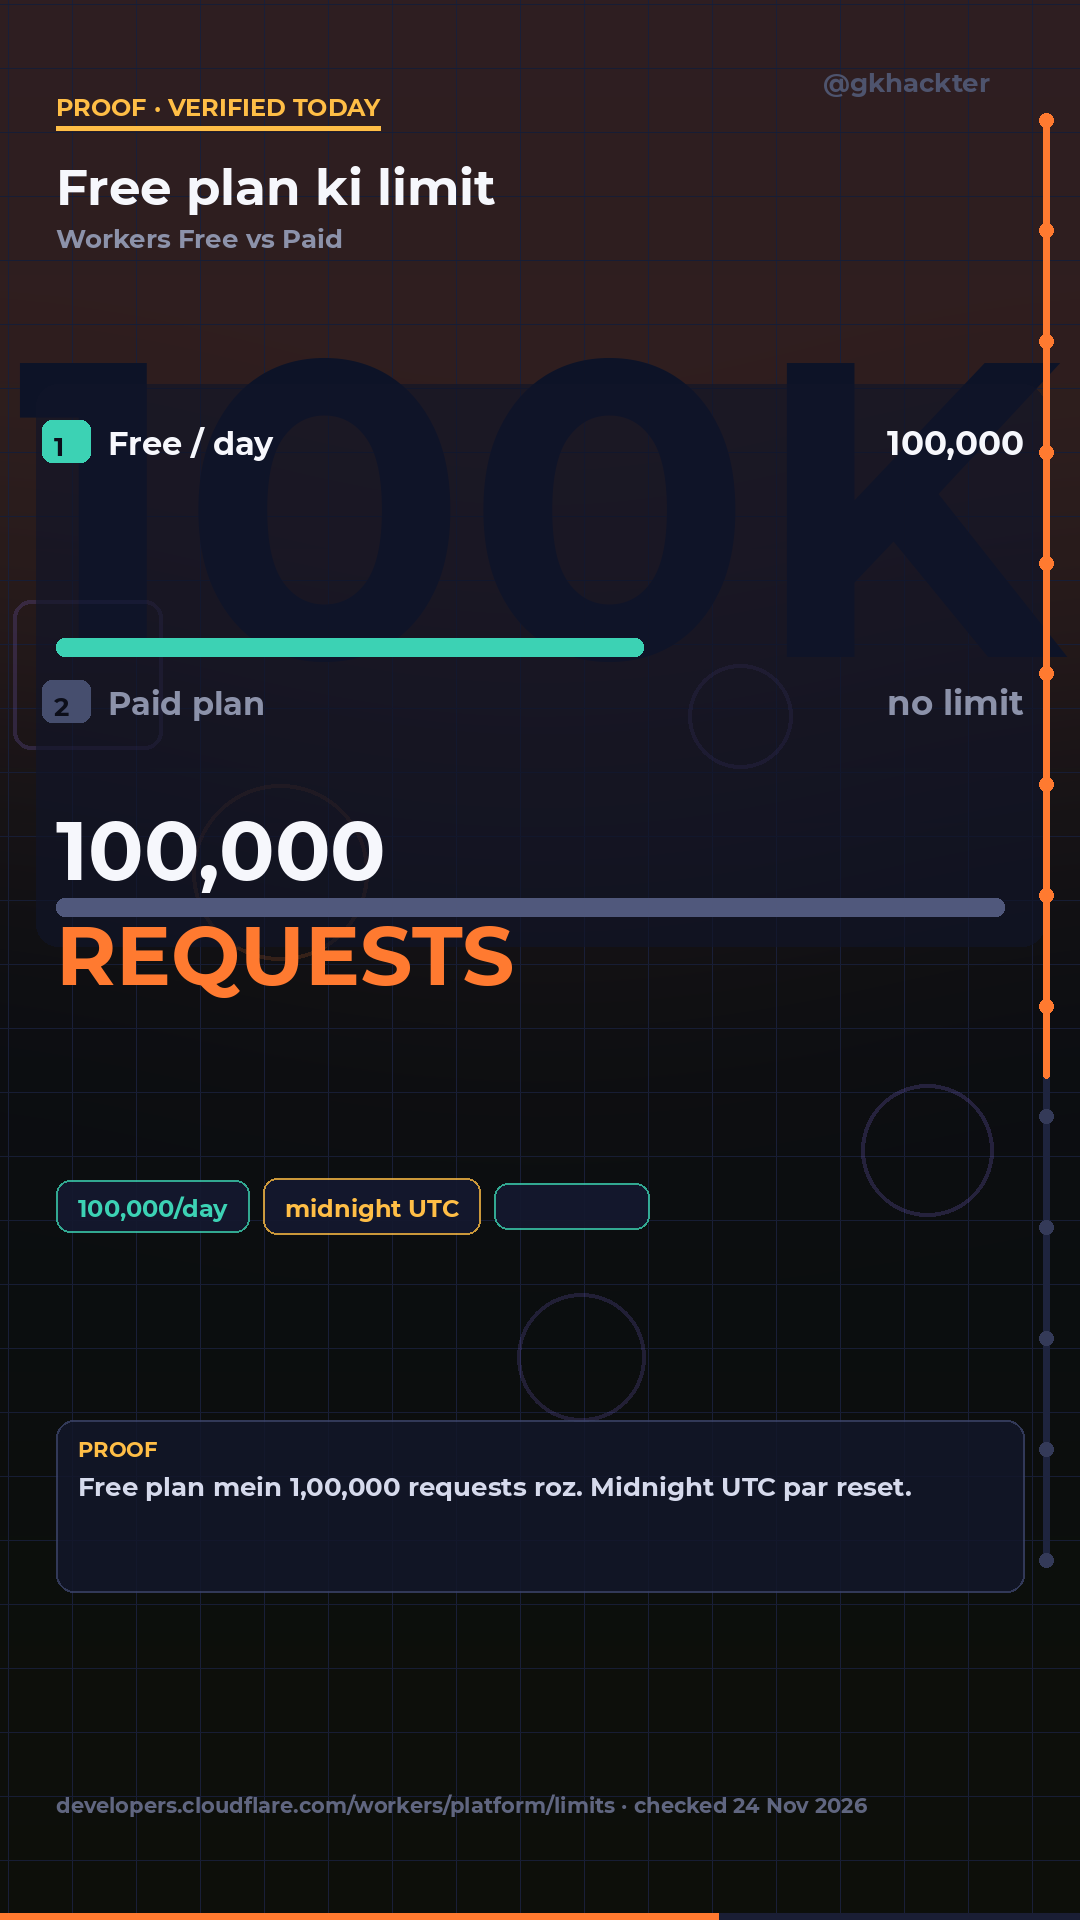 @gkhackter
PROOF · VERIFIED TODAY
Free plan ki limit
Workers Free vs Paid
100K
1 Free / day 100,000
2 Paid plan no limit
100,000
REQUESTS
100,000/day midnight UTC
PROOF
Free plan mein 1,00,000 requests roz. Midnight UTC par reset.
developers.cloudflare.com/workers/platform/limits · checked 24 Nov 2026